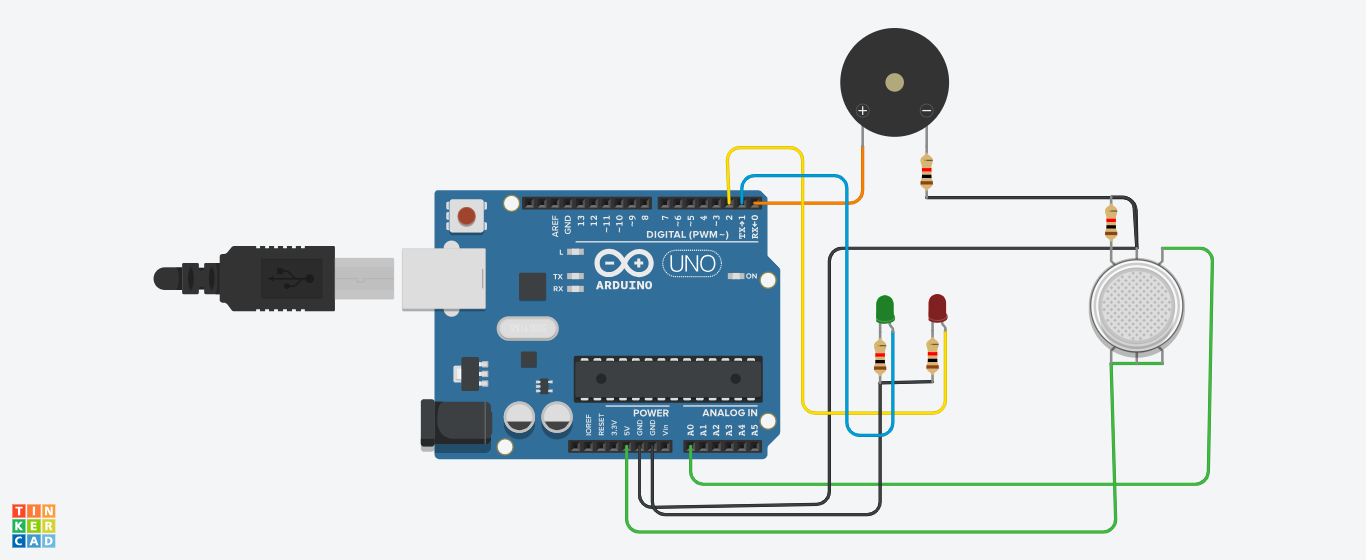 + −
AREF
GND
13
12
~11
~10
~9
8
7
~6
~5
4
~3
2
TX→1
RX←0
DIGITAL (PWM~)
L
TX
RX
ARDUINO
UNO
ON
POWER
ANALOG IN
IOREF
RESET
3.3V
5V
GND
GND
Vin
A0
A1
A2
A3
A4
A5
TIN
KER
CAD